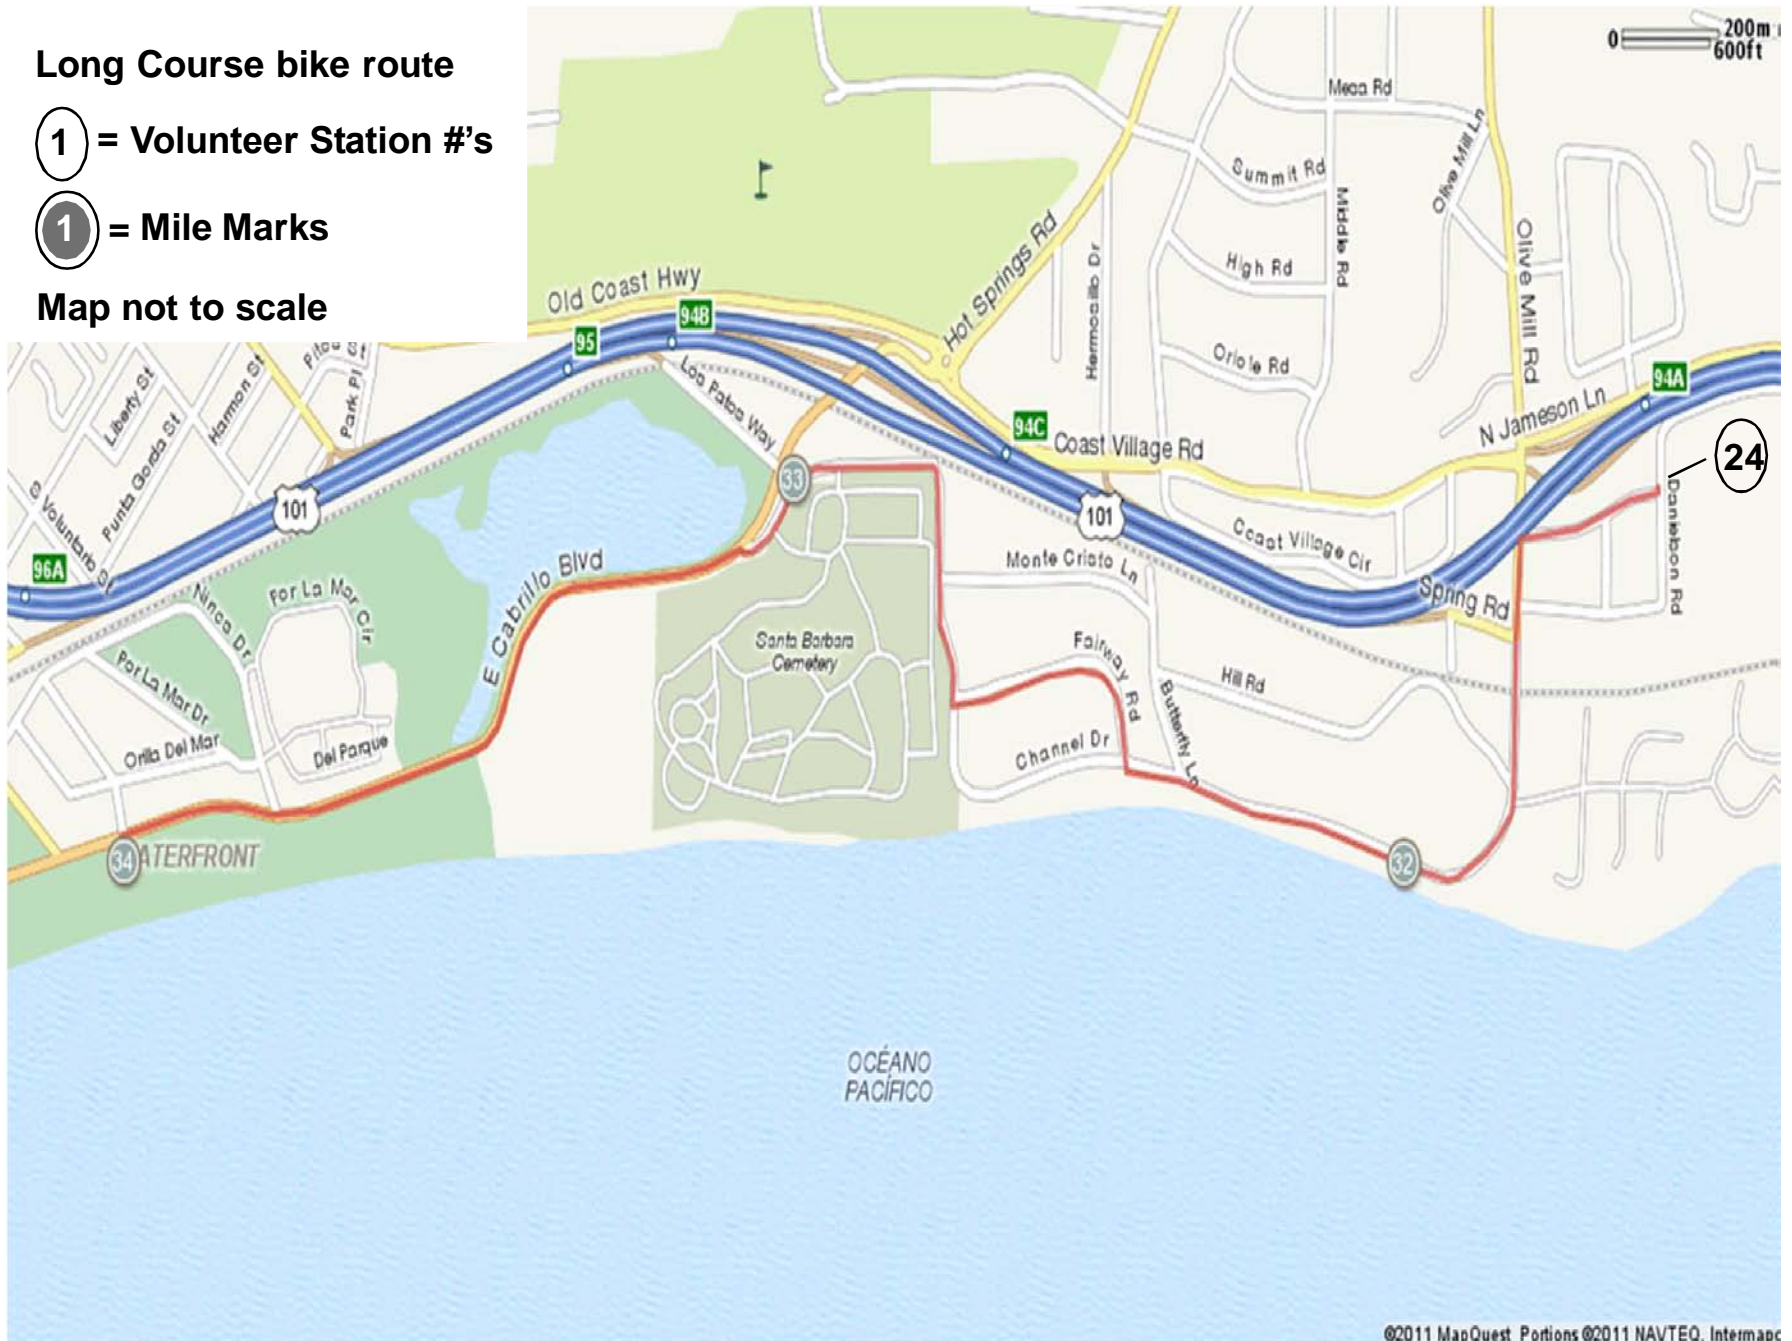 Long Course bike route
1 = Volunteer Station #'s
1 = Mile Marks
Map not to scale
0 200m
600ft
Meaa Rd
Olive Mill Ln
Summit Rd
Middle Rd
High Rd
Hermosillo Dr
Hot Springs Rd
Old Coast Hwy
Olive Mill Rd
Oriole Rd
94B
95
94A
94C
N Jameson Ln
Coast Village Rd
Los Patos Way
Park Pl
Harmon St
Liberty St
Punta Gorda St
S Voluntario St
101
101
33
24
Danielson Rd
Coast Village Cir
Monte Cristo Ln
Spring Rd
96A
Ninos Dr
Por La Mar Cir
E Cabrillo Blvd
Santa Barbara
Cemetery
Fairway Rd
Hill Rd
Butterfly Ln
Por La Mar Dr
Orilla Del Mar
Del Parque
Channel Dr
34
ATERFRONT
32
OCÉANO
PACÍFICO
©2011 MapQuest Portions ©2011 NAVTEQ, Intermap